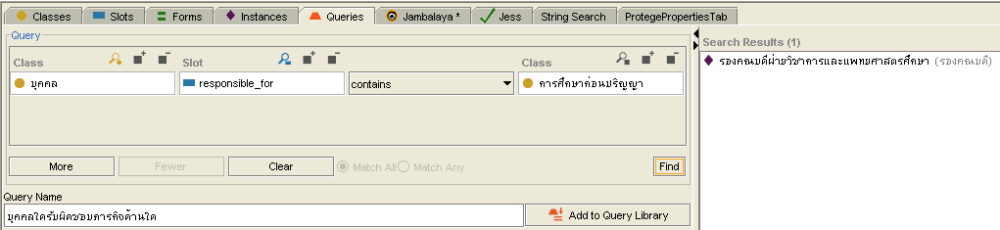 Classes Slots Forms Instances Queries Jambalaya * Jess String Search ProtegePropertiesTab
Query
Search Results (1)
Class Slot Class
รองคณบดีฝ่ายวิชาการและแพทยศาสตรศึกษา (รองคณบดี)
บุคคล responsible_for contains การศึกษาก่อนปริญญา
More Fewer Clear Match All Match Any Find
Query Name
บุคคลใดรับผิดชอบภารกิจด้านใด Add to Query Library